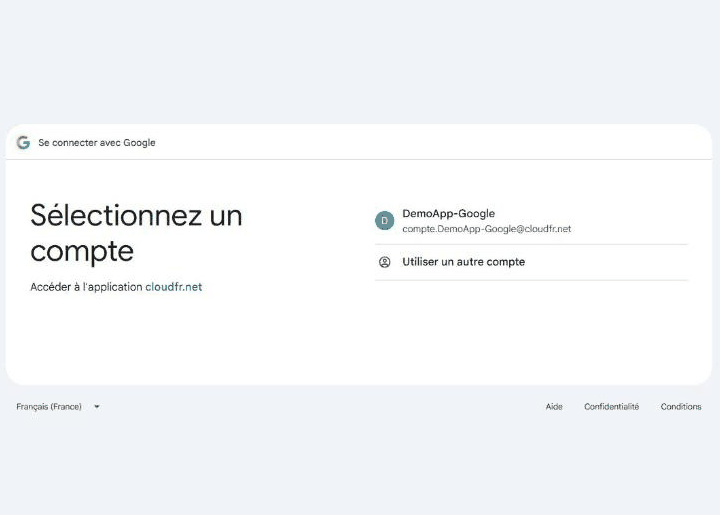 Se connecter avec Google
Sélectionnez un
compte
Accéder à l'application cloudfr.net
D
DemoApp-Google
compte.DemoApp-Google@cloudfr.net
Utiliser un autre compte
Français (France)
Aide
Confidentialité
Conditions